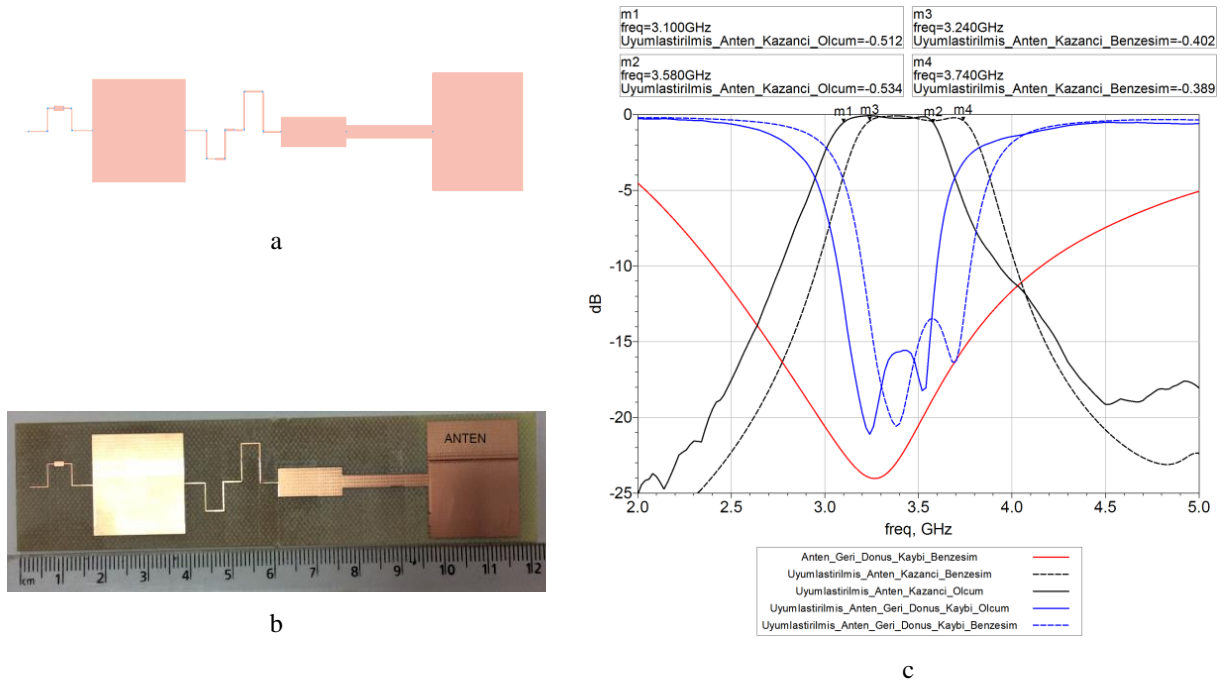 a
ANTEN
cm 1 2 3 4 5 6 7 8 9 10 11 12
b
m1
freq=3.100GHz
Uyumlastirilmis_Anten_Kazanci_Olcum=-0.512
m3
freq=3.240GHz
Uyumlastirilmis_Anten_Kazanci_Benzesim=-0.402
m2
freq=3.580GHz
Uyumlastirilmis_Anten_Kazanci_Olcum=-0.534
m4
freq=3.740GHz
Uyumlastirilmis_Anten_Kazanci_Benzesim=-0.389
m1 m3 m2 m4
0
-5
-10
-15
-20
-25
dB
2.0 2.5 3.0 3.5 4.0 4.5 5.0
freq, GHz
Anten_Geri_Donus_Kaybi_Benzesim
Uyumlastirilmis_Anten_Kazanci_Benzesim
Uyumlastirilmis_Anten_Kazanci_Olcum
Uyumlastirilmis_Anten_Geri_Donus_Kaybi_Olcum
Uyumlastirilmis_Anten_Geri_Donus_Kaybi_Benzesim
c